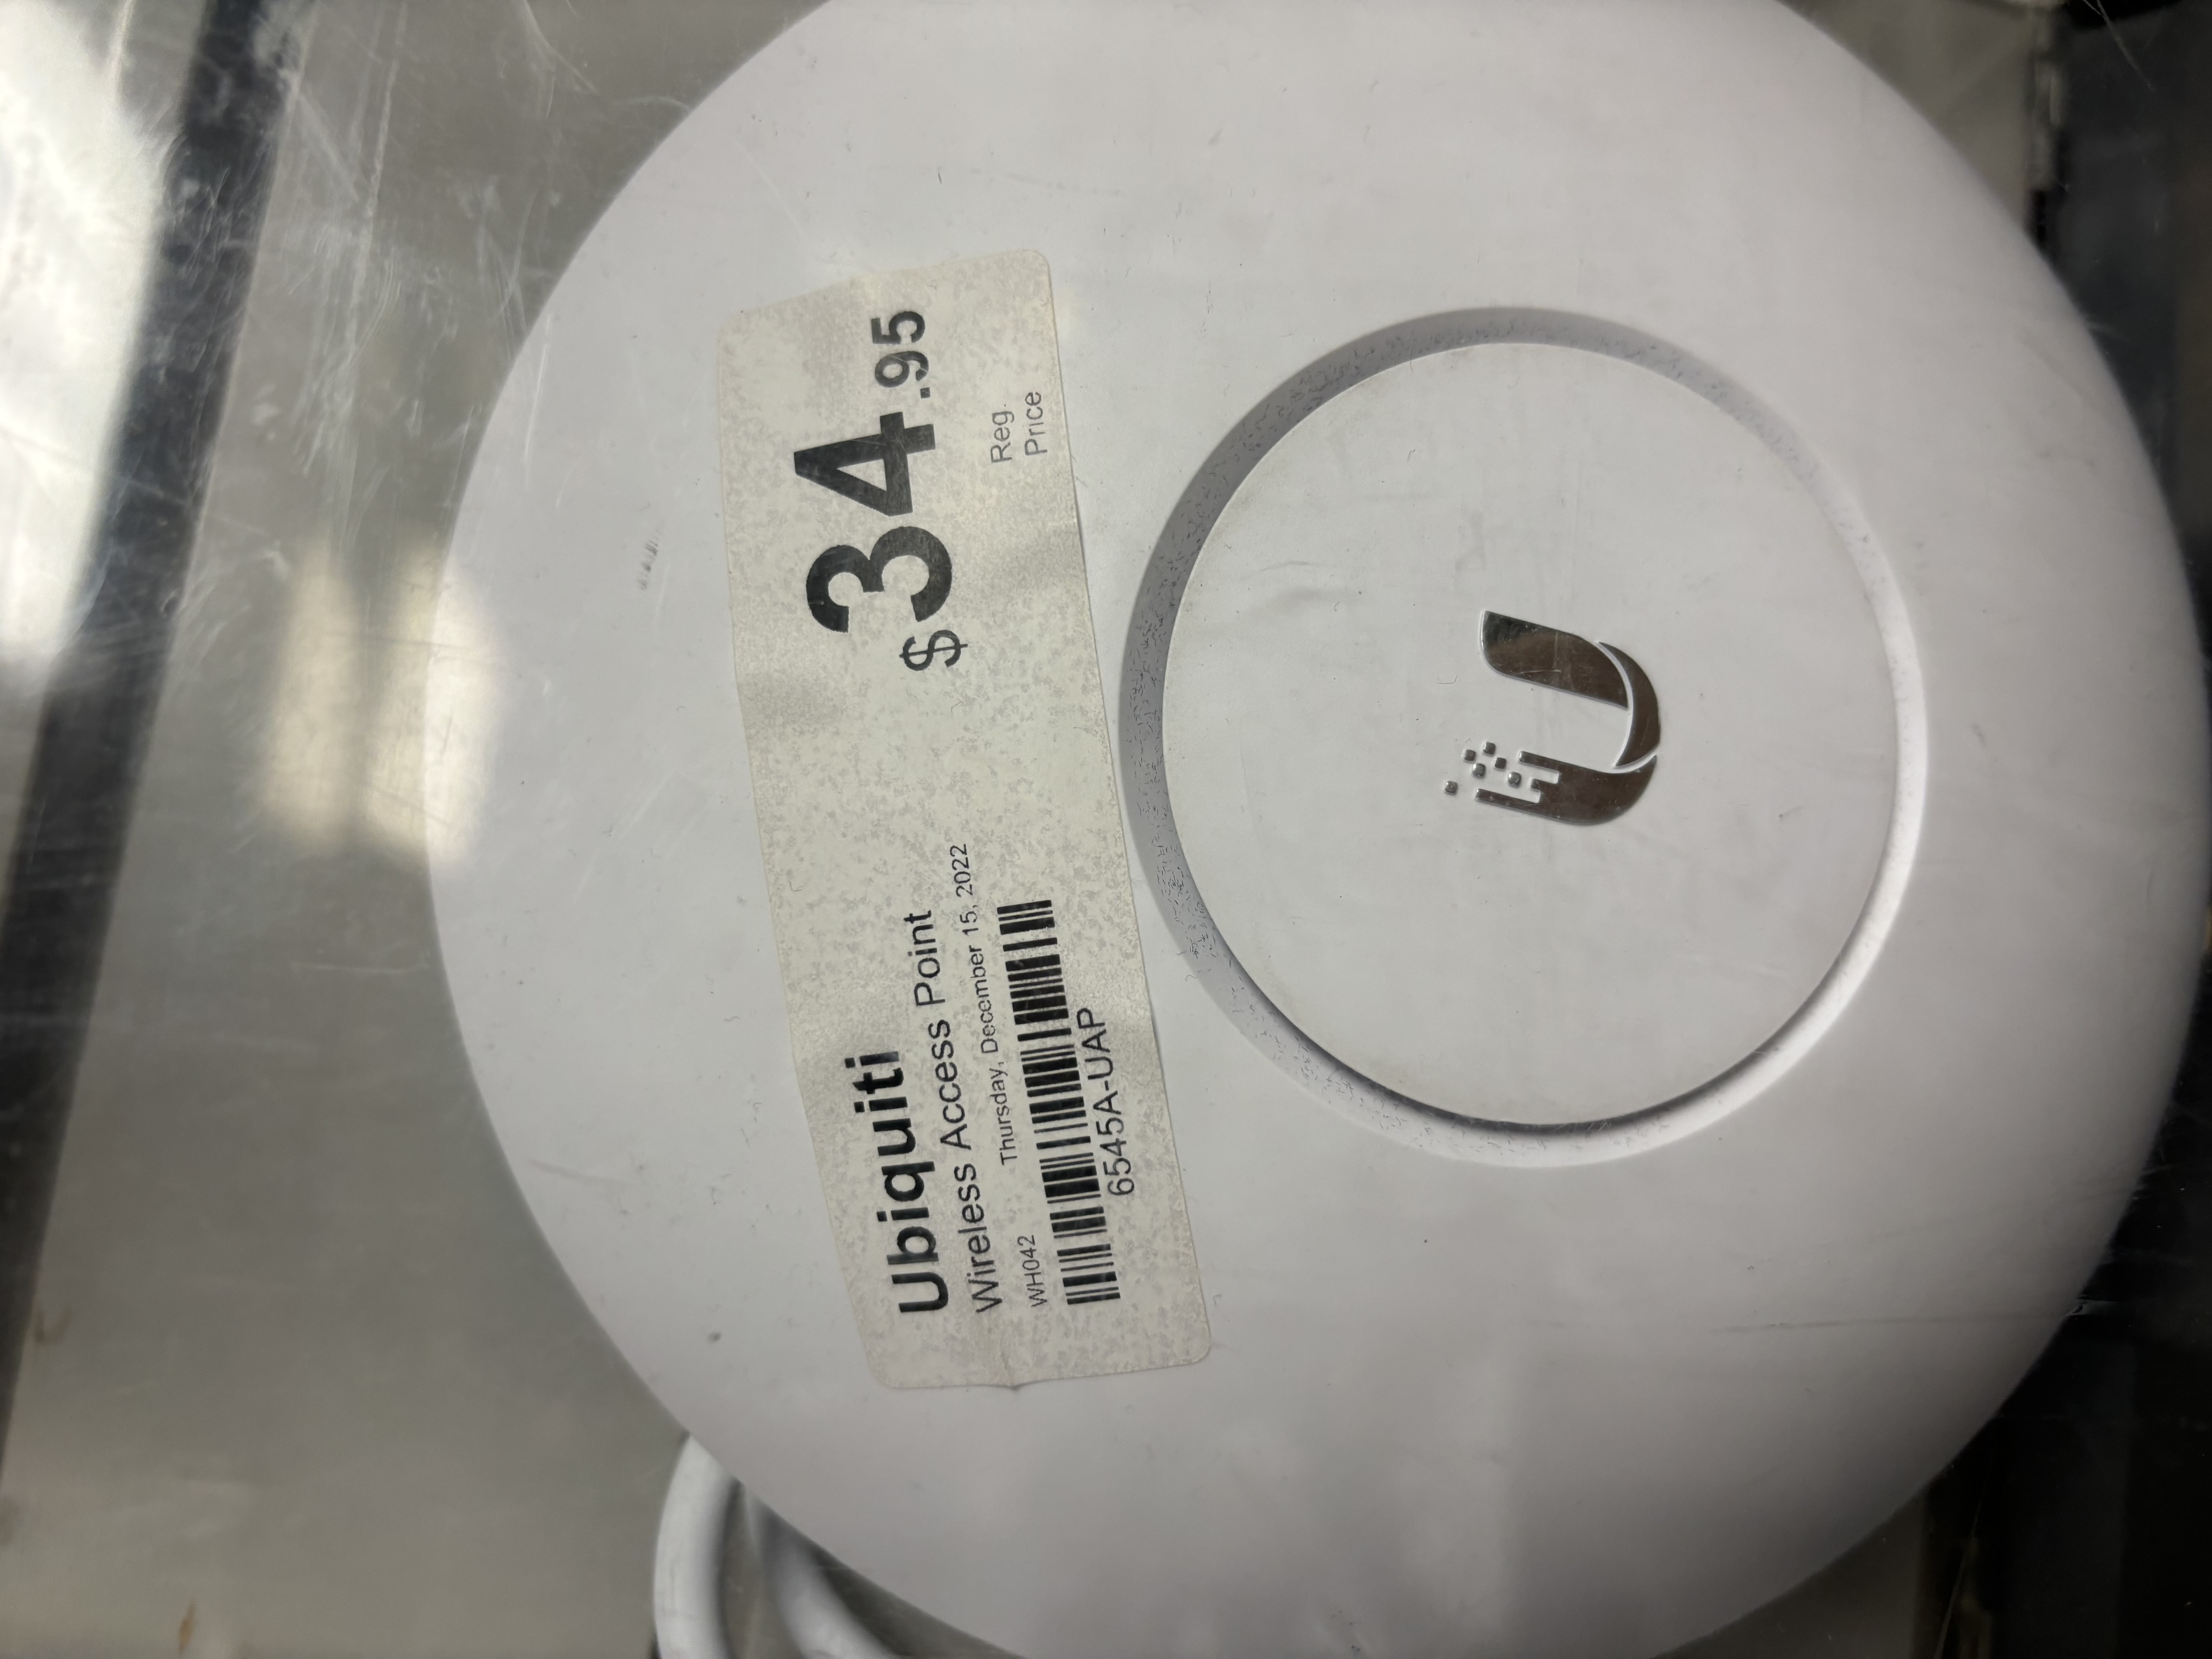 Ubiquiti
Wireless Access Point
Thursday, December 15, 2022
WH042
6545A-UAP
$34.95
Reg.
Price